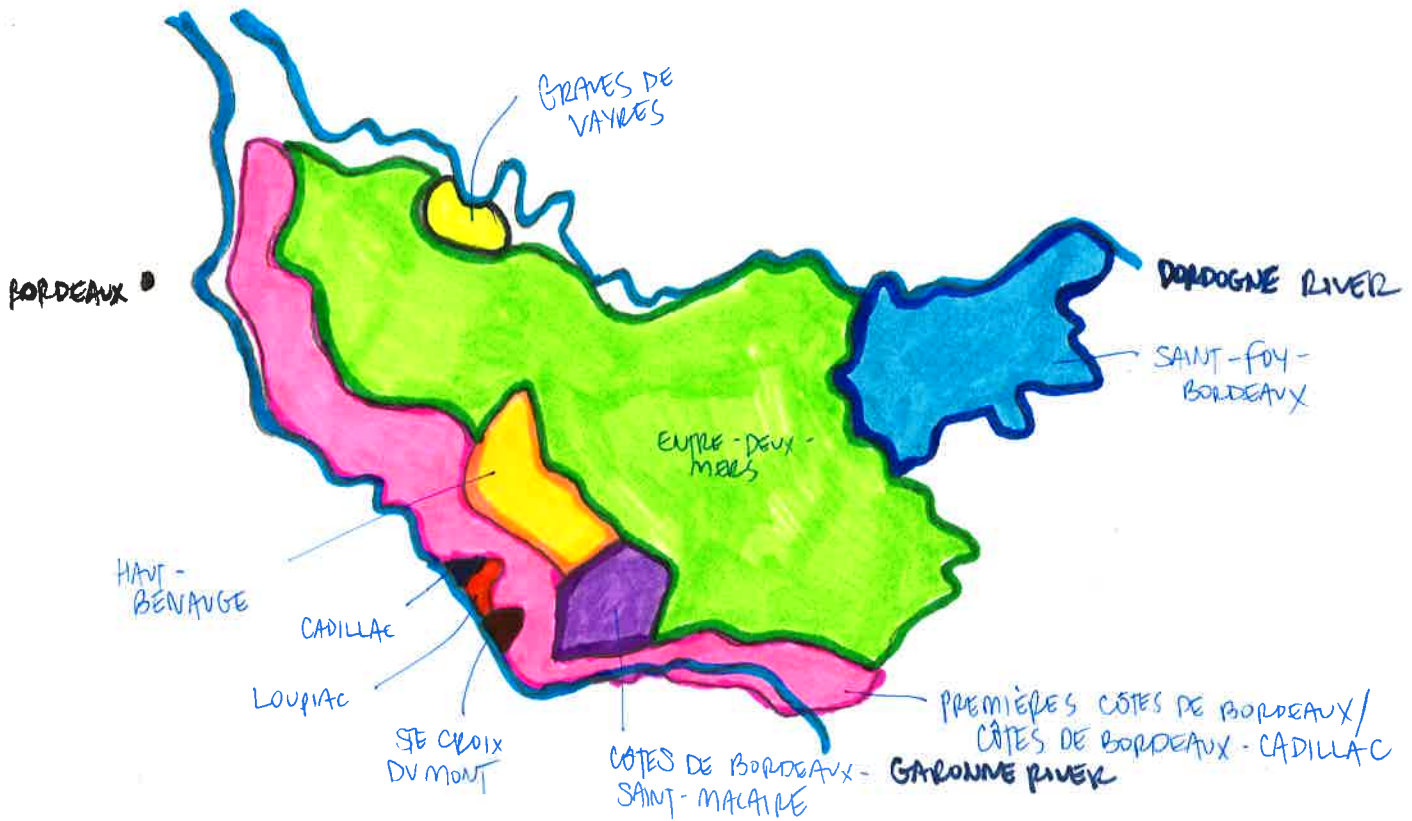 GRAVES DE
VAYRES
BORDEAUX
DORDOGNE RIVER
SAINT-FOY-
BORDEAUX
ENTRE-DEUX-
MERS
HAUT-
BENAUGE
CADILLAC
LOUPIAC
STE CROIX
DU MONT
CÔTES DE BORDEAUX-
SAINT-MACAIRE
PREMIÈRES CÔTES DE BORDEAUX/
CÔTES DE BORDEAUX-CADILLAC
GARONNE RIVER